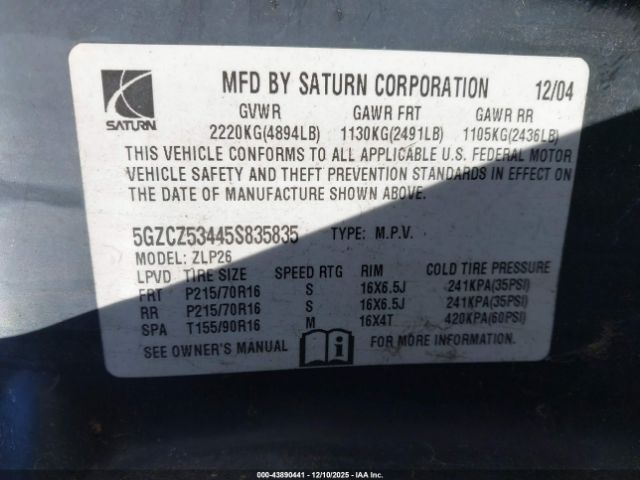 MFD BY SATURN CORPORATION 12/04
SATURN
GVWR GAWR FRT GAWR RR
2220KG(4894LB) 1130KG(2491LB) 1105KG(2436LB)
THIS VEHICLE CONFORMS TO ALL APPLICABLE U.S. FEDERAL MOTOR
VEHICLE SAFETY AND THEFT PREVENTION STANDARDS IN EFFECT ON
THE DATE OF MANUFACTURE SHOWN ABOVE.
5GZCZ53445S835835 TYPE: M.P.V.
MODEL: ZLP26
LPVD TIRE SIZE SPEED RTG RIM COLD TIRE PRESSURE
FRT P215/70R16 S 16X6.5J 241KPA(35PSI)
RR P215/70R16 S 16X6.5J 241KPA(35PSI)
SPA T155/90R16 M 16X4T 420KPA(60PSI)
SEE OWNER'S MANUAL i FOR MORE INFORMATION.
© IAAI - 43890441 - 12/10/2025 - IAAI.COM